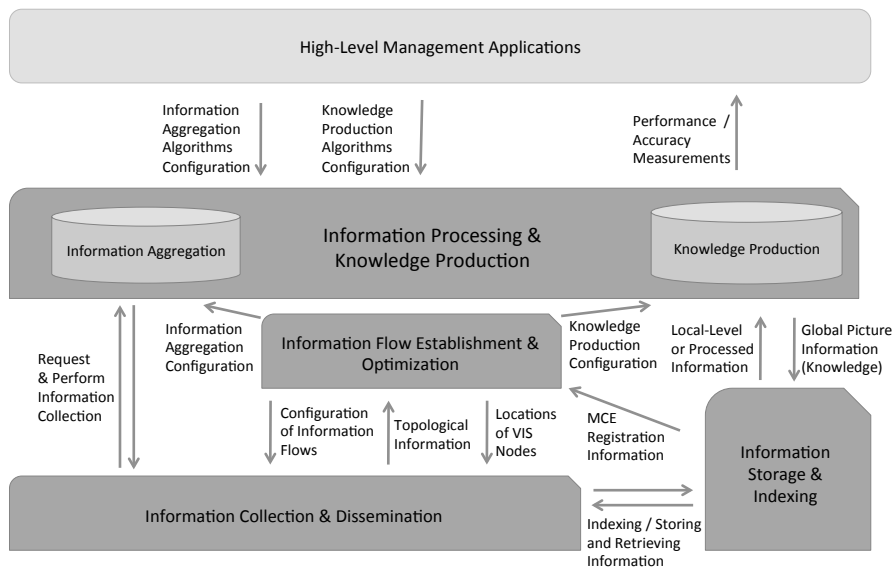 High-Level Management Applications
Information
Aggregation
Algorithms
Configuration
Knowledge
Production
Algorithms
Configuration
Performance /
Accuracy
Measurements
Information Aggregation
Information Processing &
Knowledge Production
Knowledge Production
Request
& Perform
Information
Collection
Information
Aggregation
Configuration
Information Flow Establishment &
Optimization
Knowledge
Production
Configuration
Local-Level
or Processed
Information
Global Picture
Information
(Knowledge)
Configuration
of Information
Flows
Topological
Information
Locations
of VIS
Nodes
MCE
Registration
Information
Information
Storage &
Indexing
Information Collection & Dissemination
Indexing / Storing
and Retrieving
Information